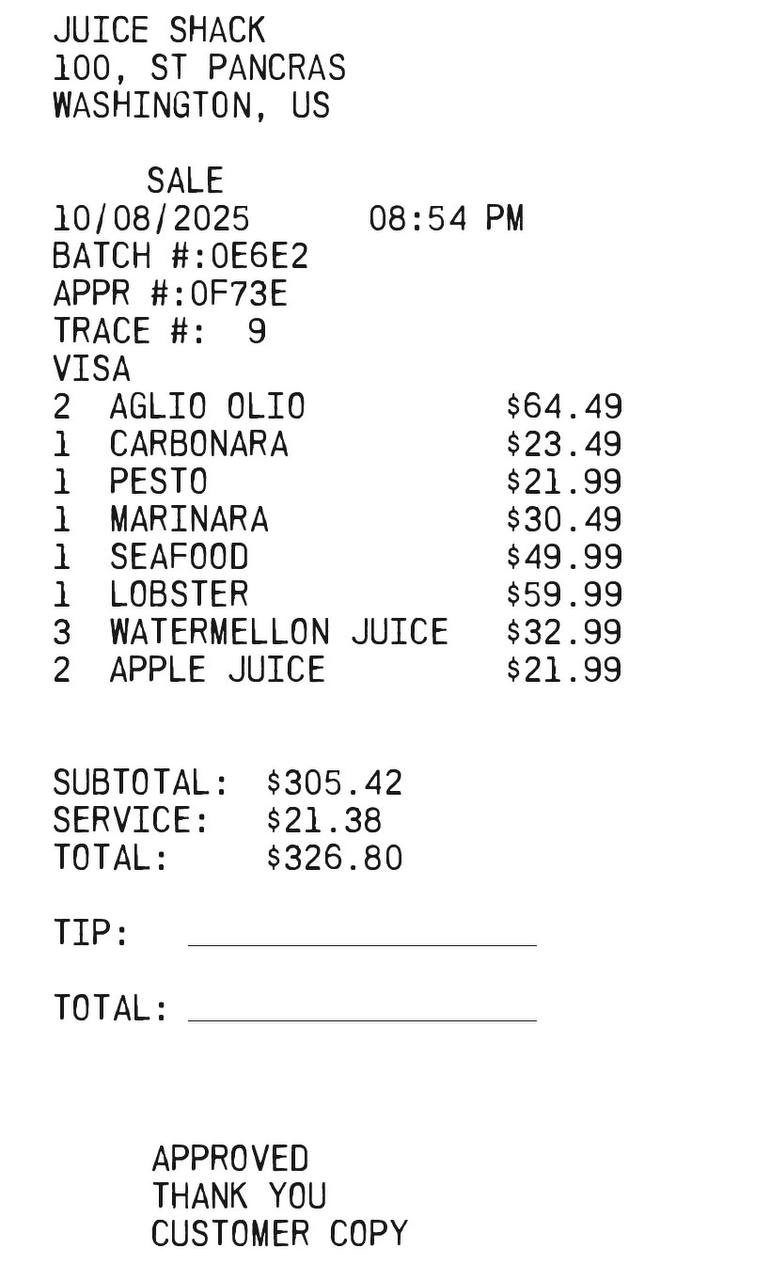 JUICE SHACK
100, ST PANCRAS
WASHINGTON, US
SALE
10/08/2025 08:54 PM
BATCH #:0E6E2
APPR #:0F73E
TRACE #: 9
VISA
2 AGLIO OLIO $64.49
1 CARBONARA $23.49
1 PESTO $21.99
1 MARINARA $30.49
1 SEAFOOD $49.99
1 LOBSTER $59.99
3 WATERMELLON JUICE $32.99
2 APPLE JUICE $21.99
SUBTOTAL: $305.42
SERVICE: $21.38
TOTAL: $326.80
TIP:
TOTAL:
APPROVED
THANK YOU
CUSTOMER COPY